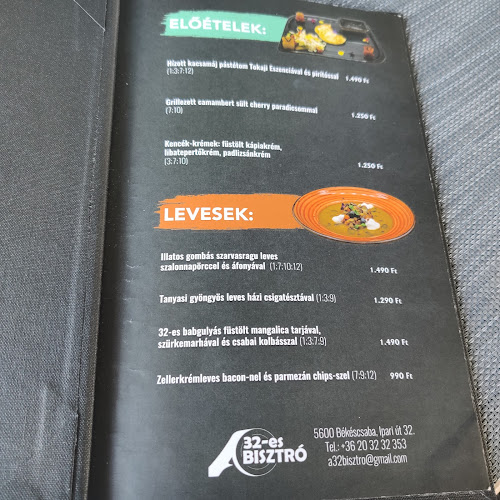 ELŐÉTELEK:
Hízott kacsamáj pástétom Tokaji Eszenciával és pirítóssal
(1:3:7:12) 1.490 Ft
Grillezett camambert sült cherry paradicsommal
(7:10) 1.250 Ft
Kencék-krémek: füstölt kápiakrém,
libatepertőkrém, padlizsánkrém
(3:7:10) 1.250 Ft
LEVESEK:
Illatos gombás szarvasragu leves
szalonnapörccel és áfonyával (1:7:10:12) 1.490 Ft
Tanyasi gyöngyös leves házi csigatésztával (1:3:9) 1.290 Ft
32-es babgulyás füstölt mangalica tarjával,
szürkemarhával és csabai kolbásszal (1:3:7:9) 1.490 Ft
Zellerkrémleves bacon-nel és parmezán chips-szel (7:9:12) 990 Ft
32-es
BISZTRÓ
5600 Békéscsaba, Ipari út 32.
Tel.: +36 20 32 32 353
a32bisztro@gmail.com